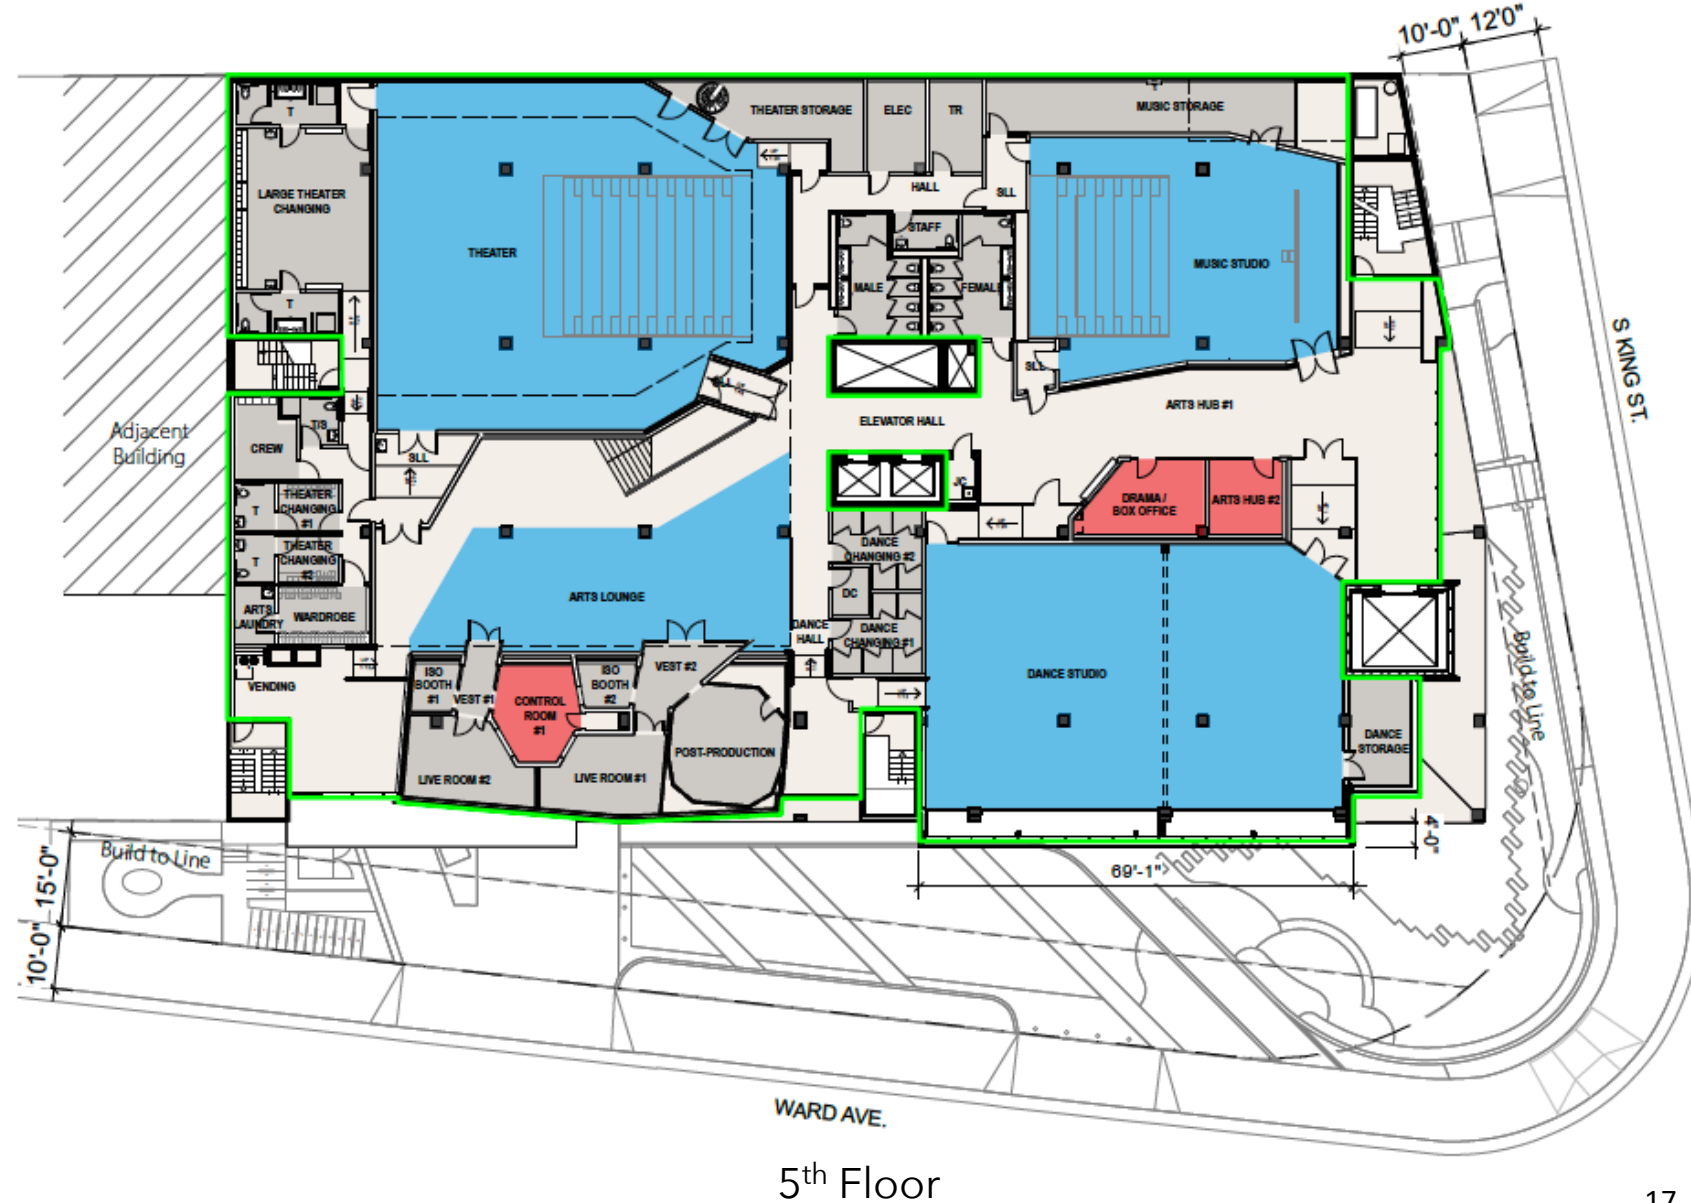 10'-0" 12'0"
THEATER STORAGE
ELEC
TR
MUSIC STORAGE
T
LARGE THEATER
CHANGING
HALL
SLL
STAFF
THEATER
MUSIC STUDIO
MALE
FEMALE
T
S KING ST.
SLL
ARTS HUB #1
ELEVATOR HALL
Adjacent
Building
T/S
CREW
SLL
JC
DRAMA /
BOX OFFICE
ARTS HUB #2
T
THEATER
CHANGING
#1
DANCE
CHANGING #2
T
THEATER
CHANGING
#2
DC
ARTS LOUNGE
ARTS
LAUNDRY
WARDROBE
DANCE
HALL
DANCE
CHANGING #1
Build to Line
VENDING
ISO
BOOTH
#1
VEST #1
CONTROL
ROOM
#1
ISO
BOOTH
#2
VEST #2
DANCE STUDIO
POST-PRODUCTION
DANCE
STORAGE
LIVE ROOM #2
LIVE ROOM #1
4'-0"
Build to Line
69'-1"
15'-0"
10'-0"
WARD AVE.
5th Floor
17